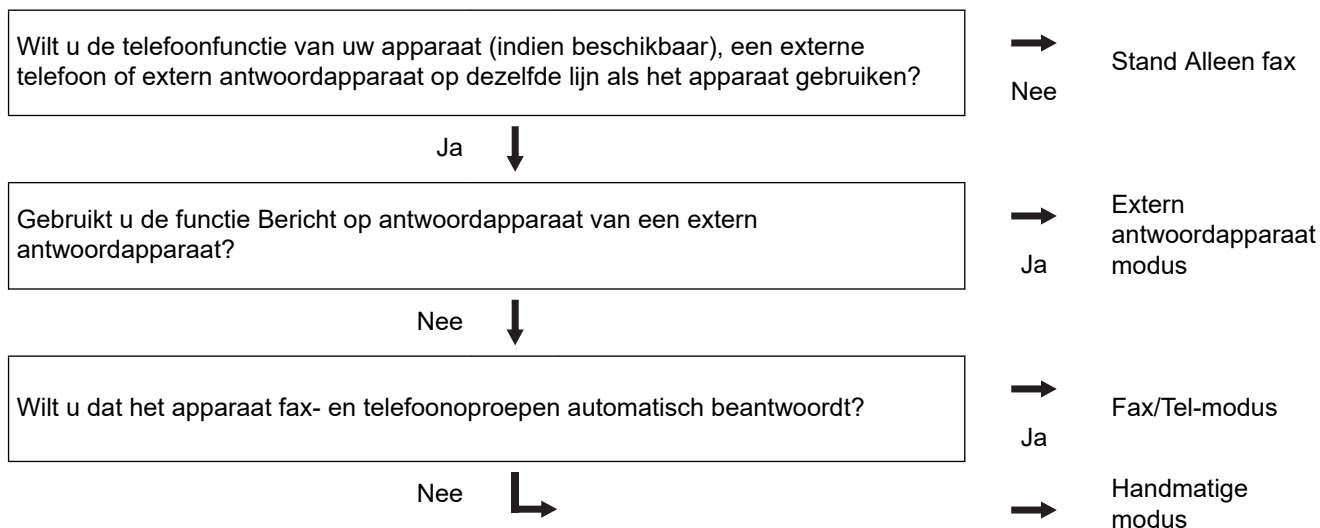 Wilt u de telefoonfunctie van uw apparaat (indien beschikbaar), een externe
telefoon of extern antwoordapparaat op dezelfde lijn als het apparaat gebruiken?
Nee
Stand Alleen fax
Ja
Gebruikt u de functie Bericht op antwoordapparaat van een extern
antwoordapparaat?
Ja
Extern
antwoordapparaat
modus
Nee
Wilt u dat het apparaat fax- en telefoonoproepen automatisch beantwoordt?
Ja
Fax/Tel-modus
Nee
Handmatige
modus